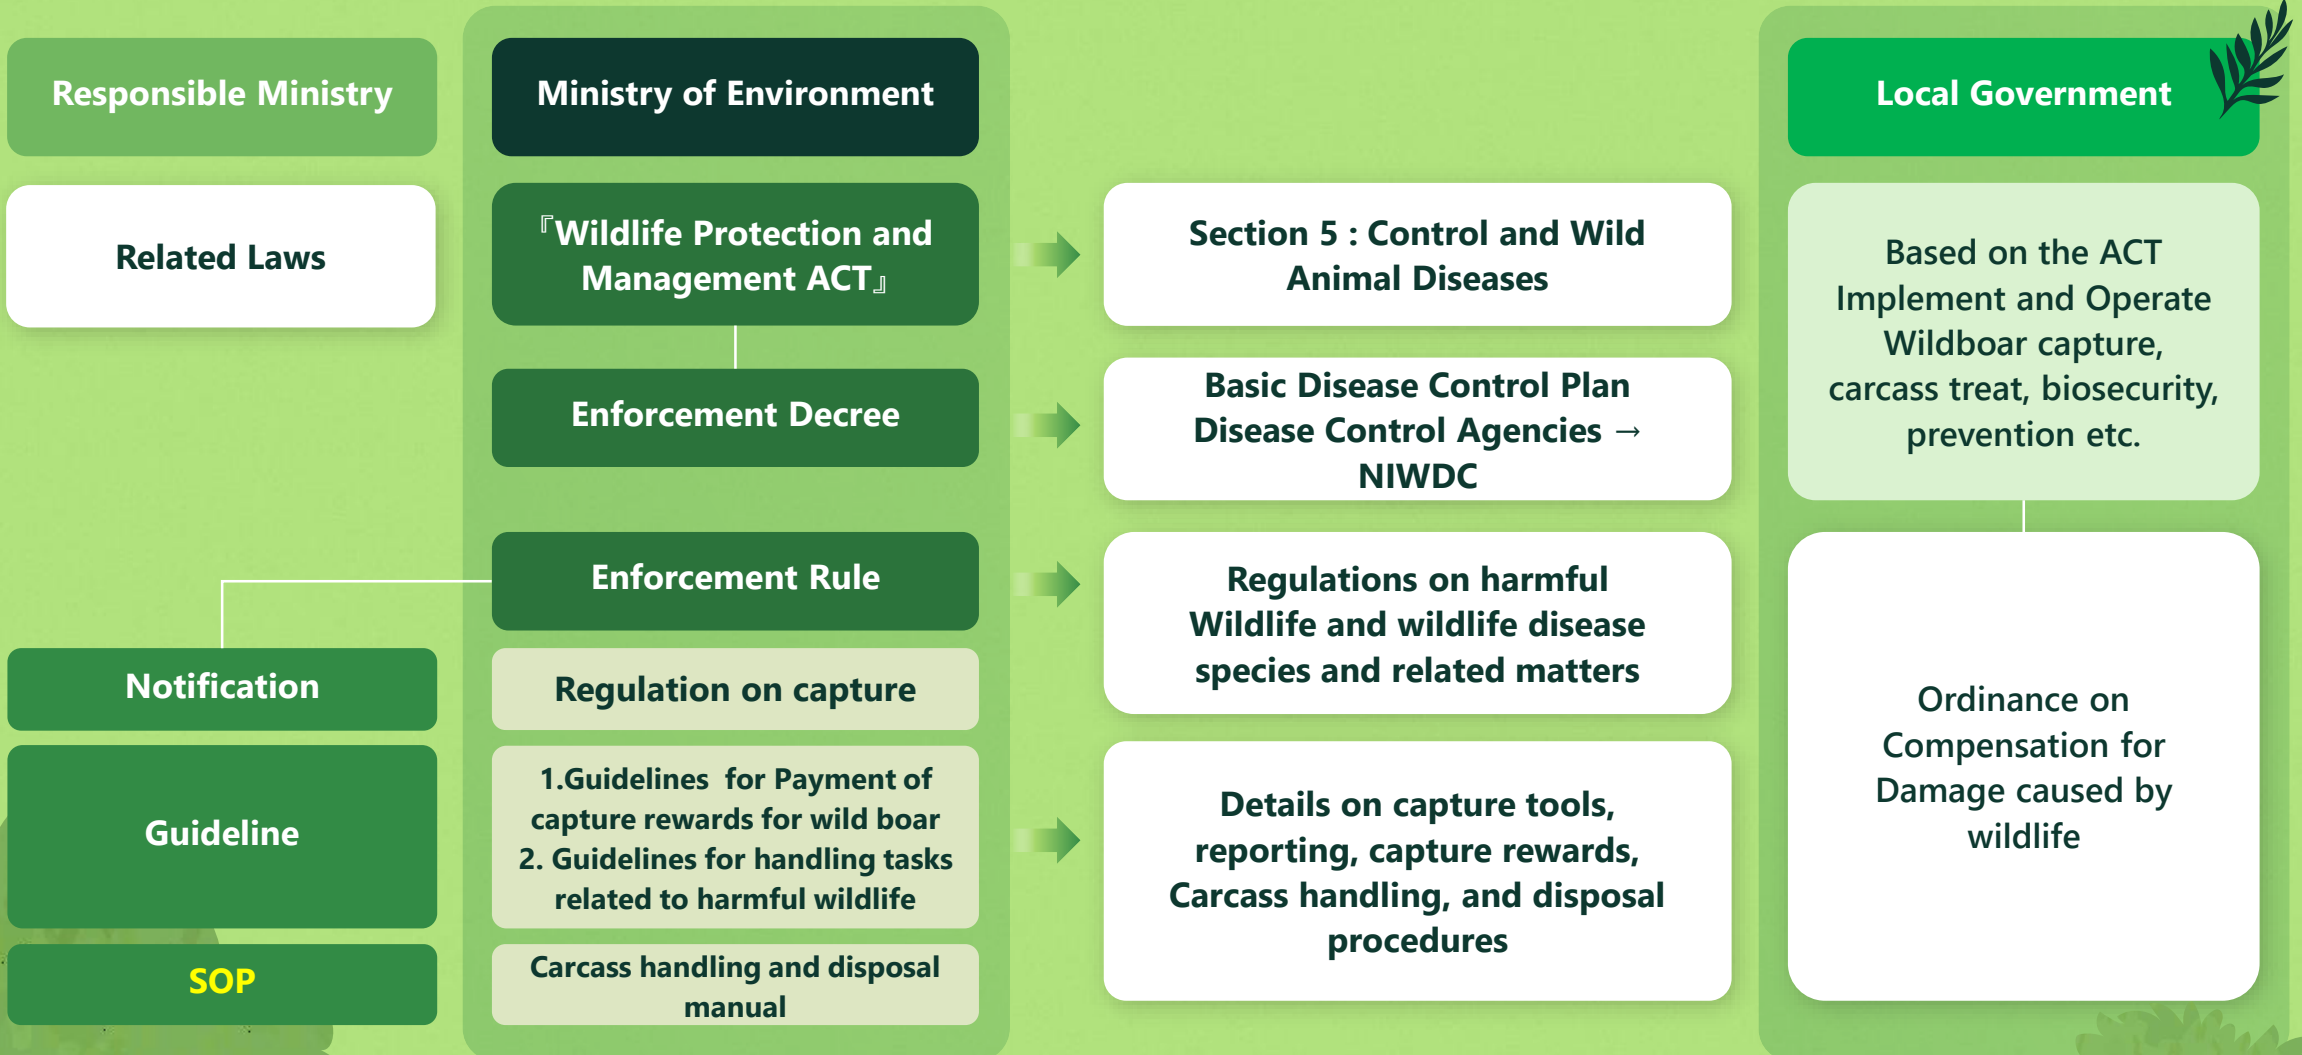 Responsible Ministry
Ministry of Environment
Local Government
Related Laws
『Wildlife Protection and
Management ACT』
Section 5 : Control and Wild
Animal Diseases
Based on the ACT
Implement and Operate
Wildboar capture,
carcass treat, biosecurity,
prevention etc.
Enforcement Decree
Basic Disease Control Plan
Disease Control Agencies →
NIWDC
Enforcement Rule
Regulations on harmful
Wildlife and wildlife disease
species and related matters
Notification
Regulation on capture
Ordinance on
Compensation for
Damage caused by
wildlife
Guideline
1.Guidelines  for Payment of
capture rewards for wild boar
2. Guidelines for handling tasks
related to harmful wildlife
Details on capture tools,
reporting, capture rewards,
Carcass handling, and disposal
procedures
SOP
Carcass handling and disposal
manual